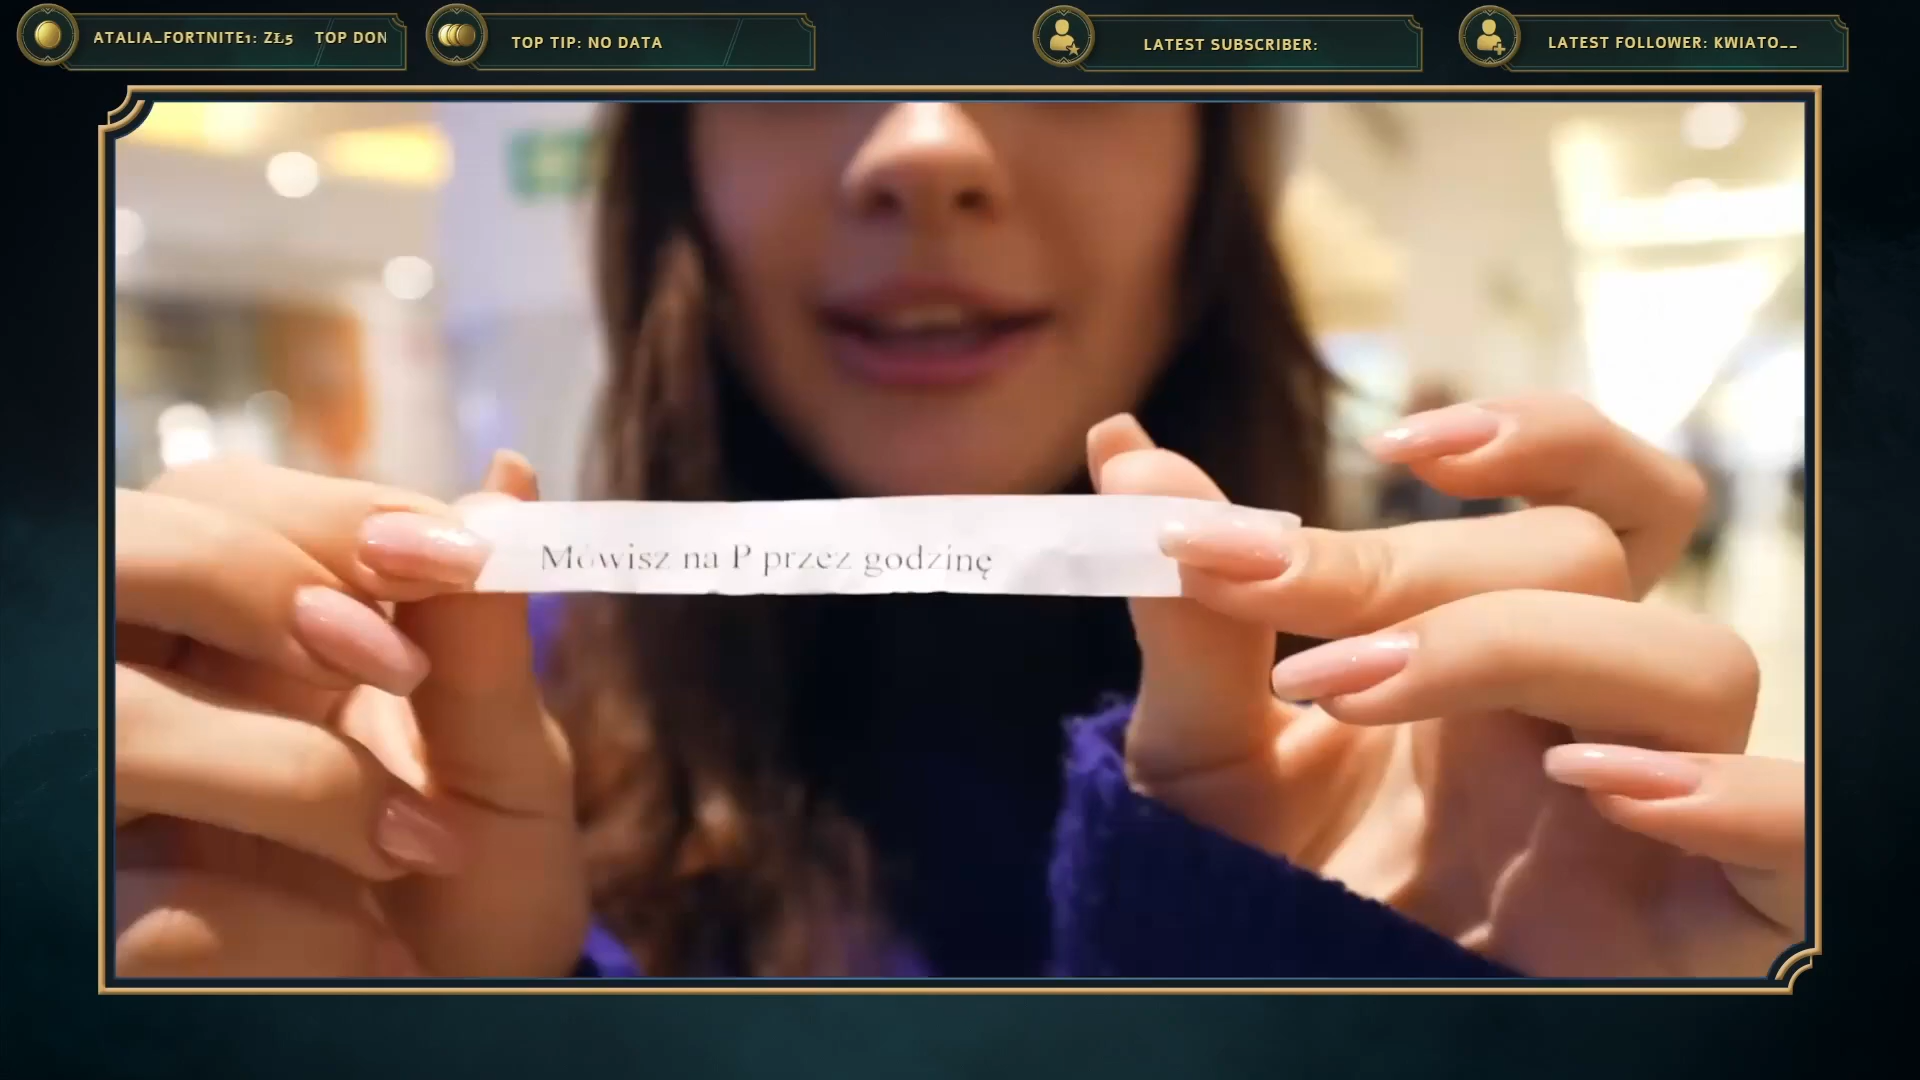 ATALIA_FORTNITE1: ZŁ5 TOP DON
TOP TIP: NO DATA
LATEST SUBSCRIBER:
LATEST FOLLOWER: KWIATO__
Mówisz na P przez godzinę